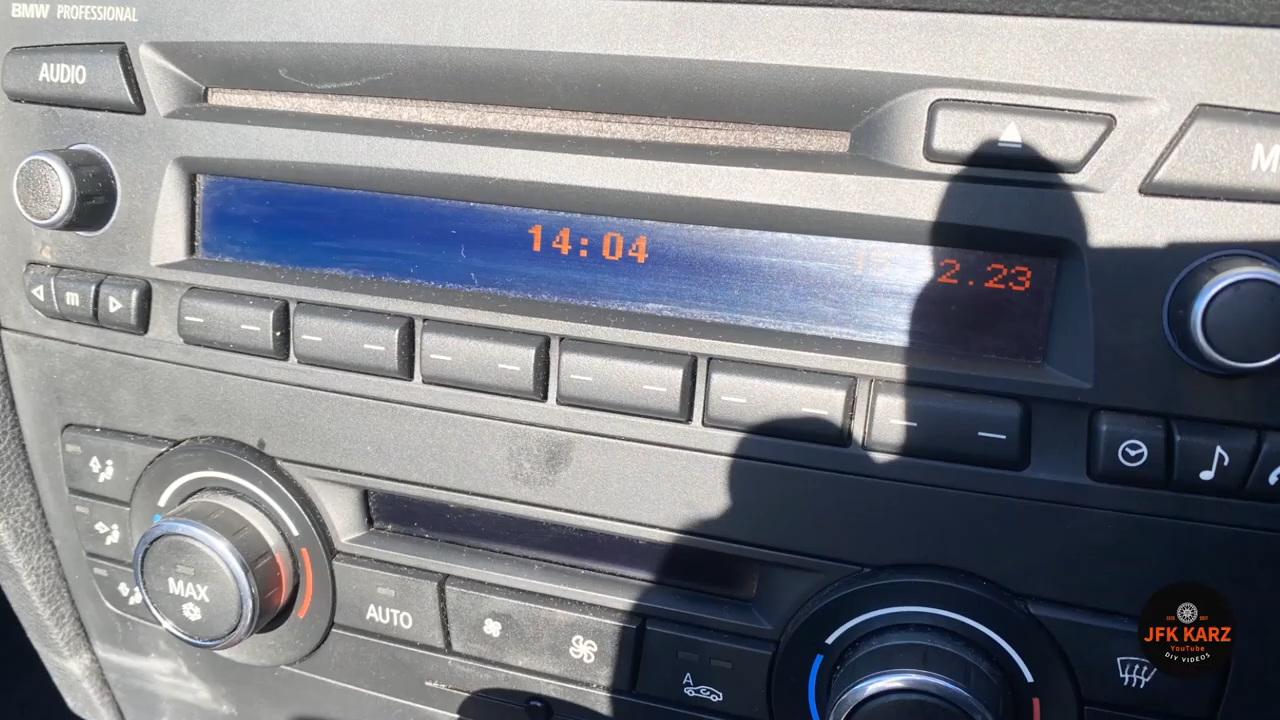 BMW PROFESSIONAL
AUDIO
14:04
2.23
m
MAX
AUTO
A
JFK KARZ
YouTube
DIY VIDEOS